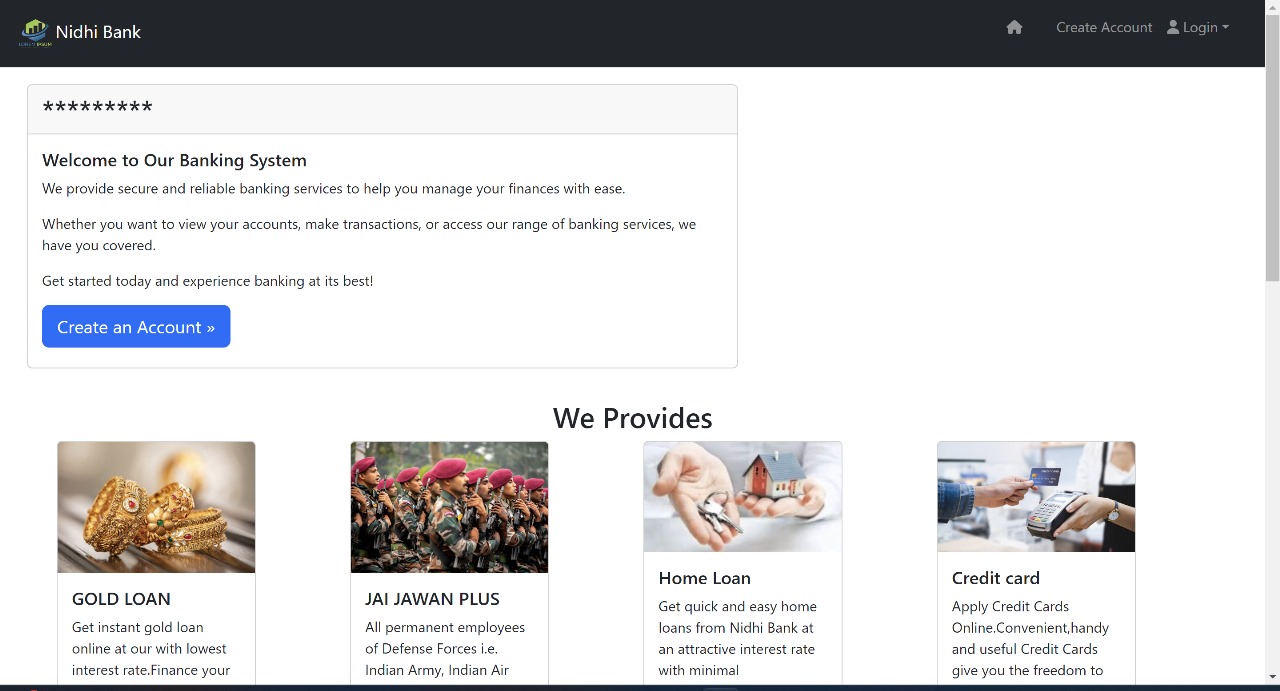 LOREM IPSUM
Nidhi Bank
Create Account
Login
*********
Welcome to Our Banking System
We provide secure and reliable banking services to help you manage your finances with ease.
Whether you want to view your accounts, make transactions, or access our range of banking services, we
have you covered.
Get started today and experience banking at its best!
Create an Account »
We Provides
GOLD LOAN
Get instant gold loan
online at our with lowest
interest rate.Finance your
JAI JAWAN PLUS
All permanent employees
of Defense Forces i.e.
Indian Army, Indian Air
Home Loan
Get quick and easy home
loans from Nidhi Bank at
an attractive interest rate
with minimal
Credit card
Apply Credit Cards
Online.Convenient,handy
and useful Credit Cards
give you the freedom to